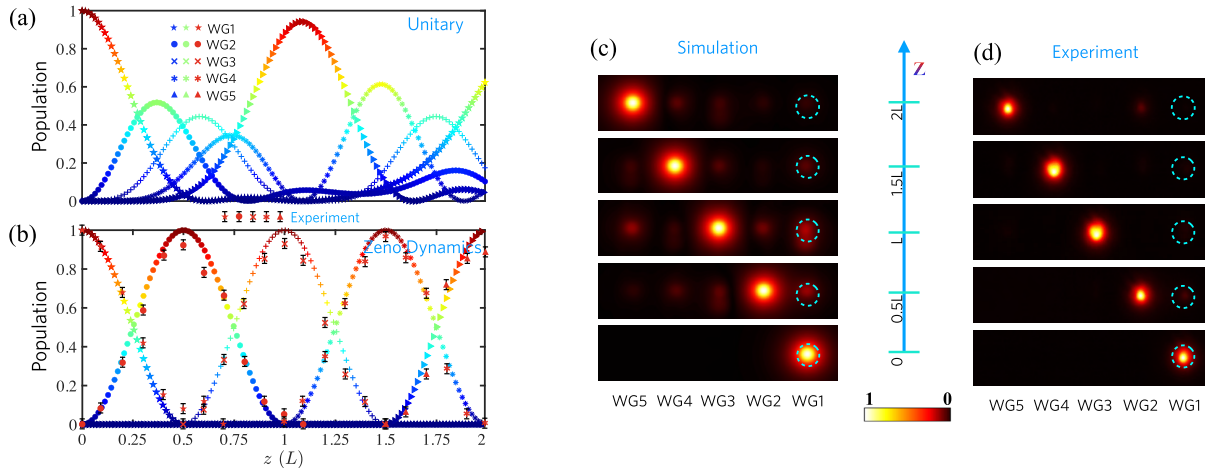 (a)
Unitary
WG1
WG2
WG3
WG4
WG5
Population
1
0.8
0.6
0.4
0.2
0
Experiment
(b)
Zeno Dynamics
Population
1
0.8
0.6
0.4
0.2
0
0 0.25 0.5 0.75 1 1.25 1.5 1.75 2
z (L)
(c)
Simulation
WG5 WG4 WG3 WG2 WG1
Z
2L
1.5L
L
0.5L
0
1 0
(d)
Experiment
WG5 WG4 WG3 WG2 WG1